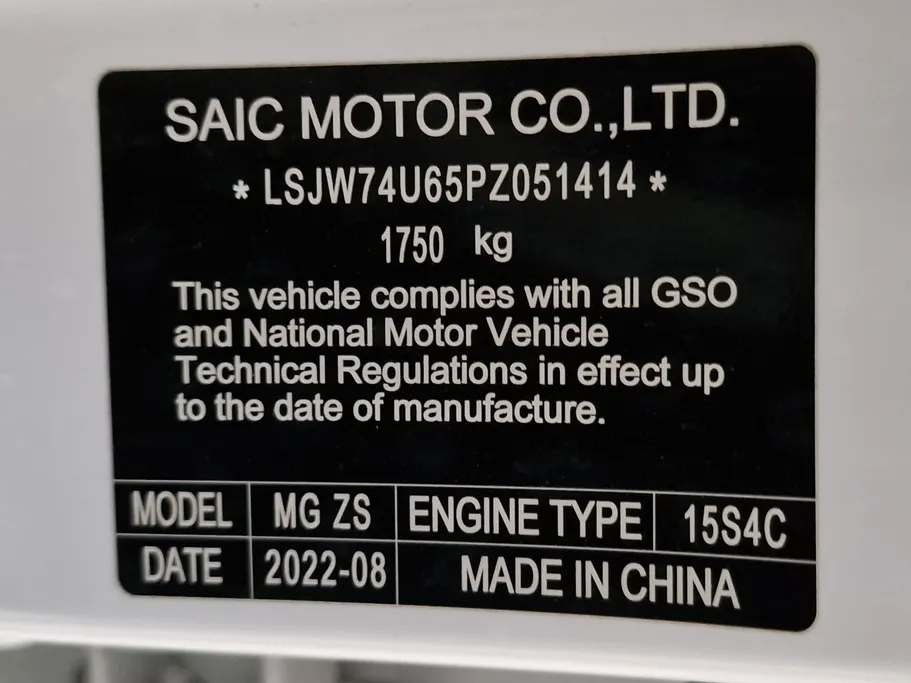 SAIC MOTOR CO.,LTD.
* LSJW74U65PZ051414 *
1750 kg
This vehicle complies with all GSO
and National Motor Vehicle
Technical Regulations in effect up
to the date of manufacture.
MODEL MG ZS ENGINE TYPE 15S4C
DATE 2022-08 MADE IN CHINA